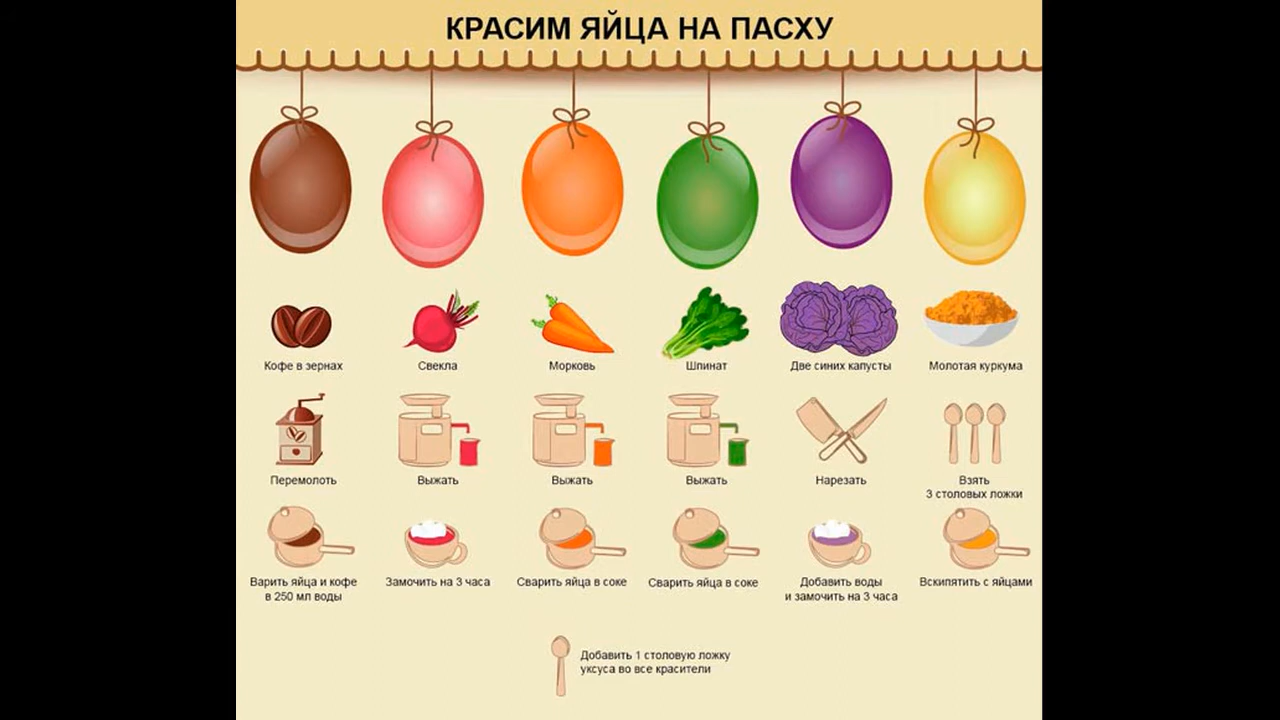 КРАСИМ ЯЙЦА НА ПАСХУ
Кофе в зернах
Свекла
Морковь
Шпинат
Две синих капусты
Молотая куркума
Перемолоть
Выжать
Выжать
Выжать
Нарезать
Взять
3 столовых ложки
Варить яйца и кофе
в 250 мл воды
Замочить на 3 часа
Сварить яйца в соке
Сварить яйца в соке
Добавить воды
и замочить на 3 часа
Вскипятить с яйцами
Добавить 1 столовую ложку
уксуса во все красители